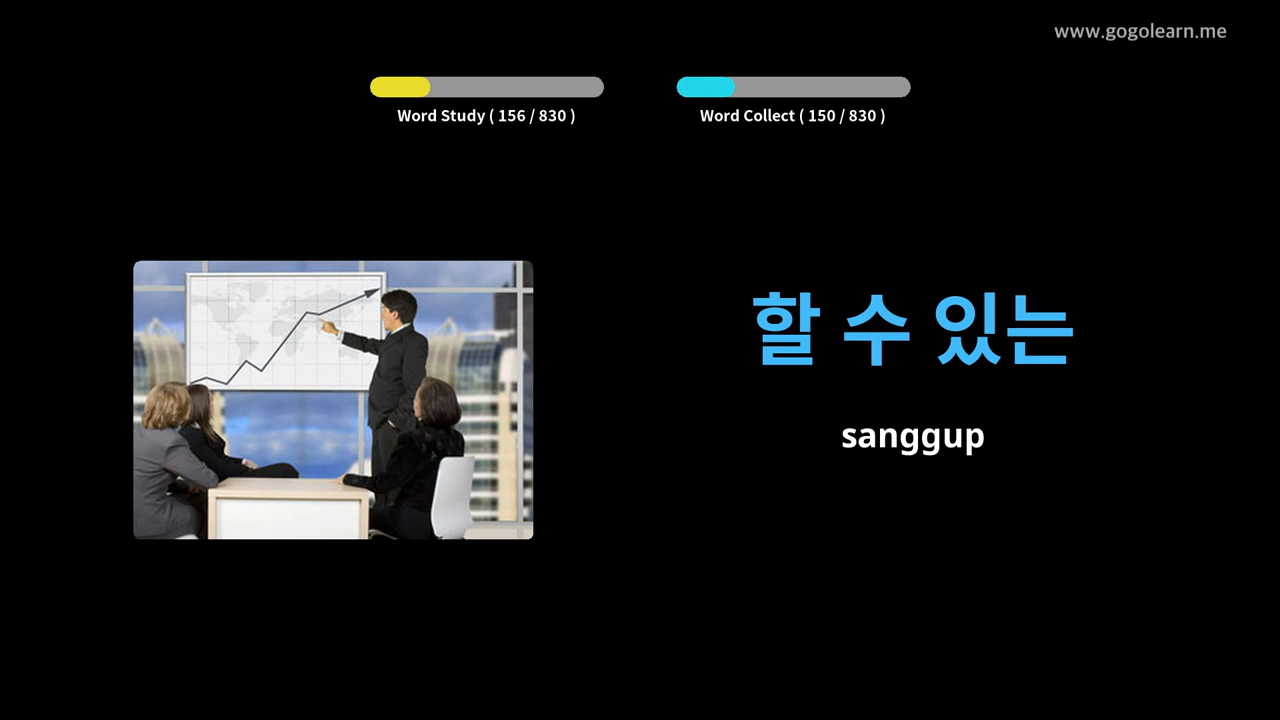 www.gogolearn.me
Word Study ( 156 / 830 )
Word Collect ( 150 / 830 )
할 수 있는
sanggup